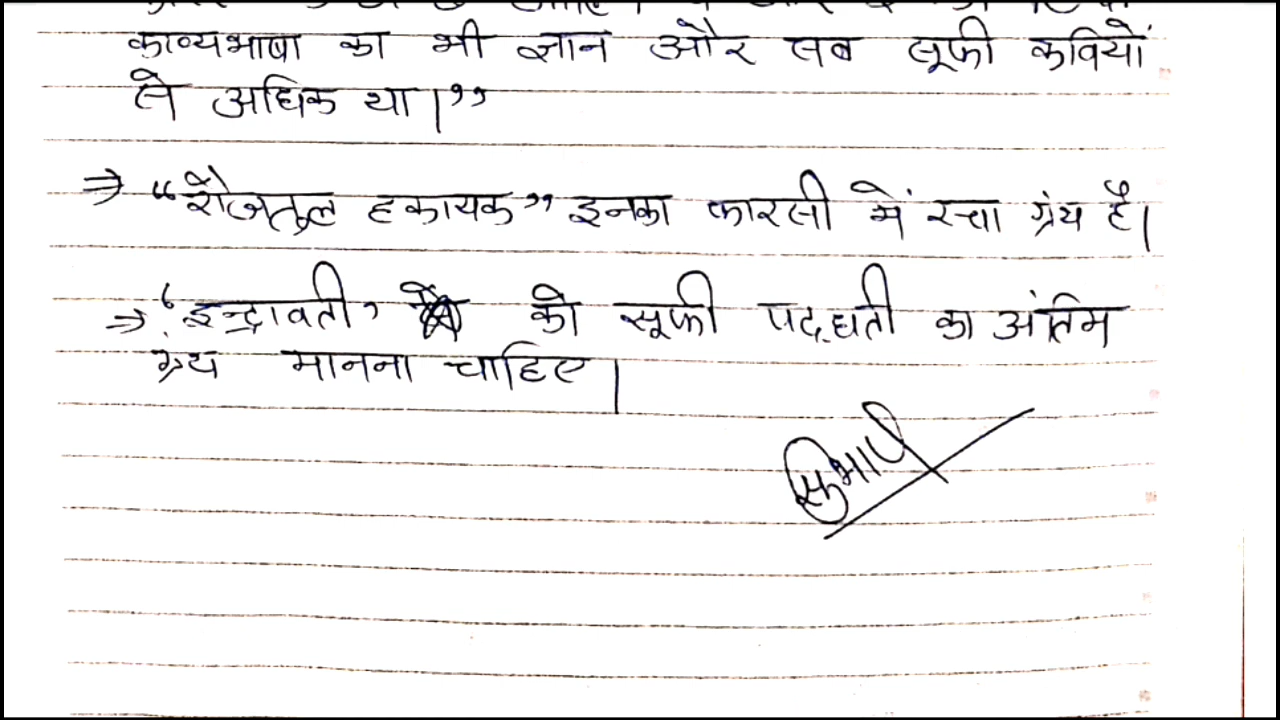 काव्यभाषा का भी ज्ञान और सब सूफी कवियों
से अधिक था।”
⇒ “रौजतुल हकायक” इनका फारसी में रचा ग्रंथ है।
⇒ ‘इन्द्रावती’ को सूफी पद्धती का अंतिम
ग्रंथ मानना चाहिए।